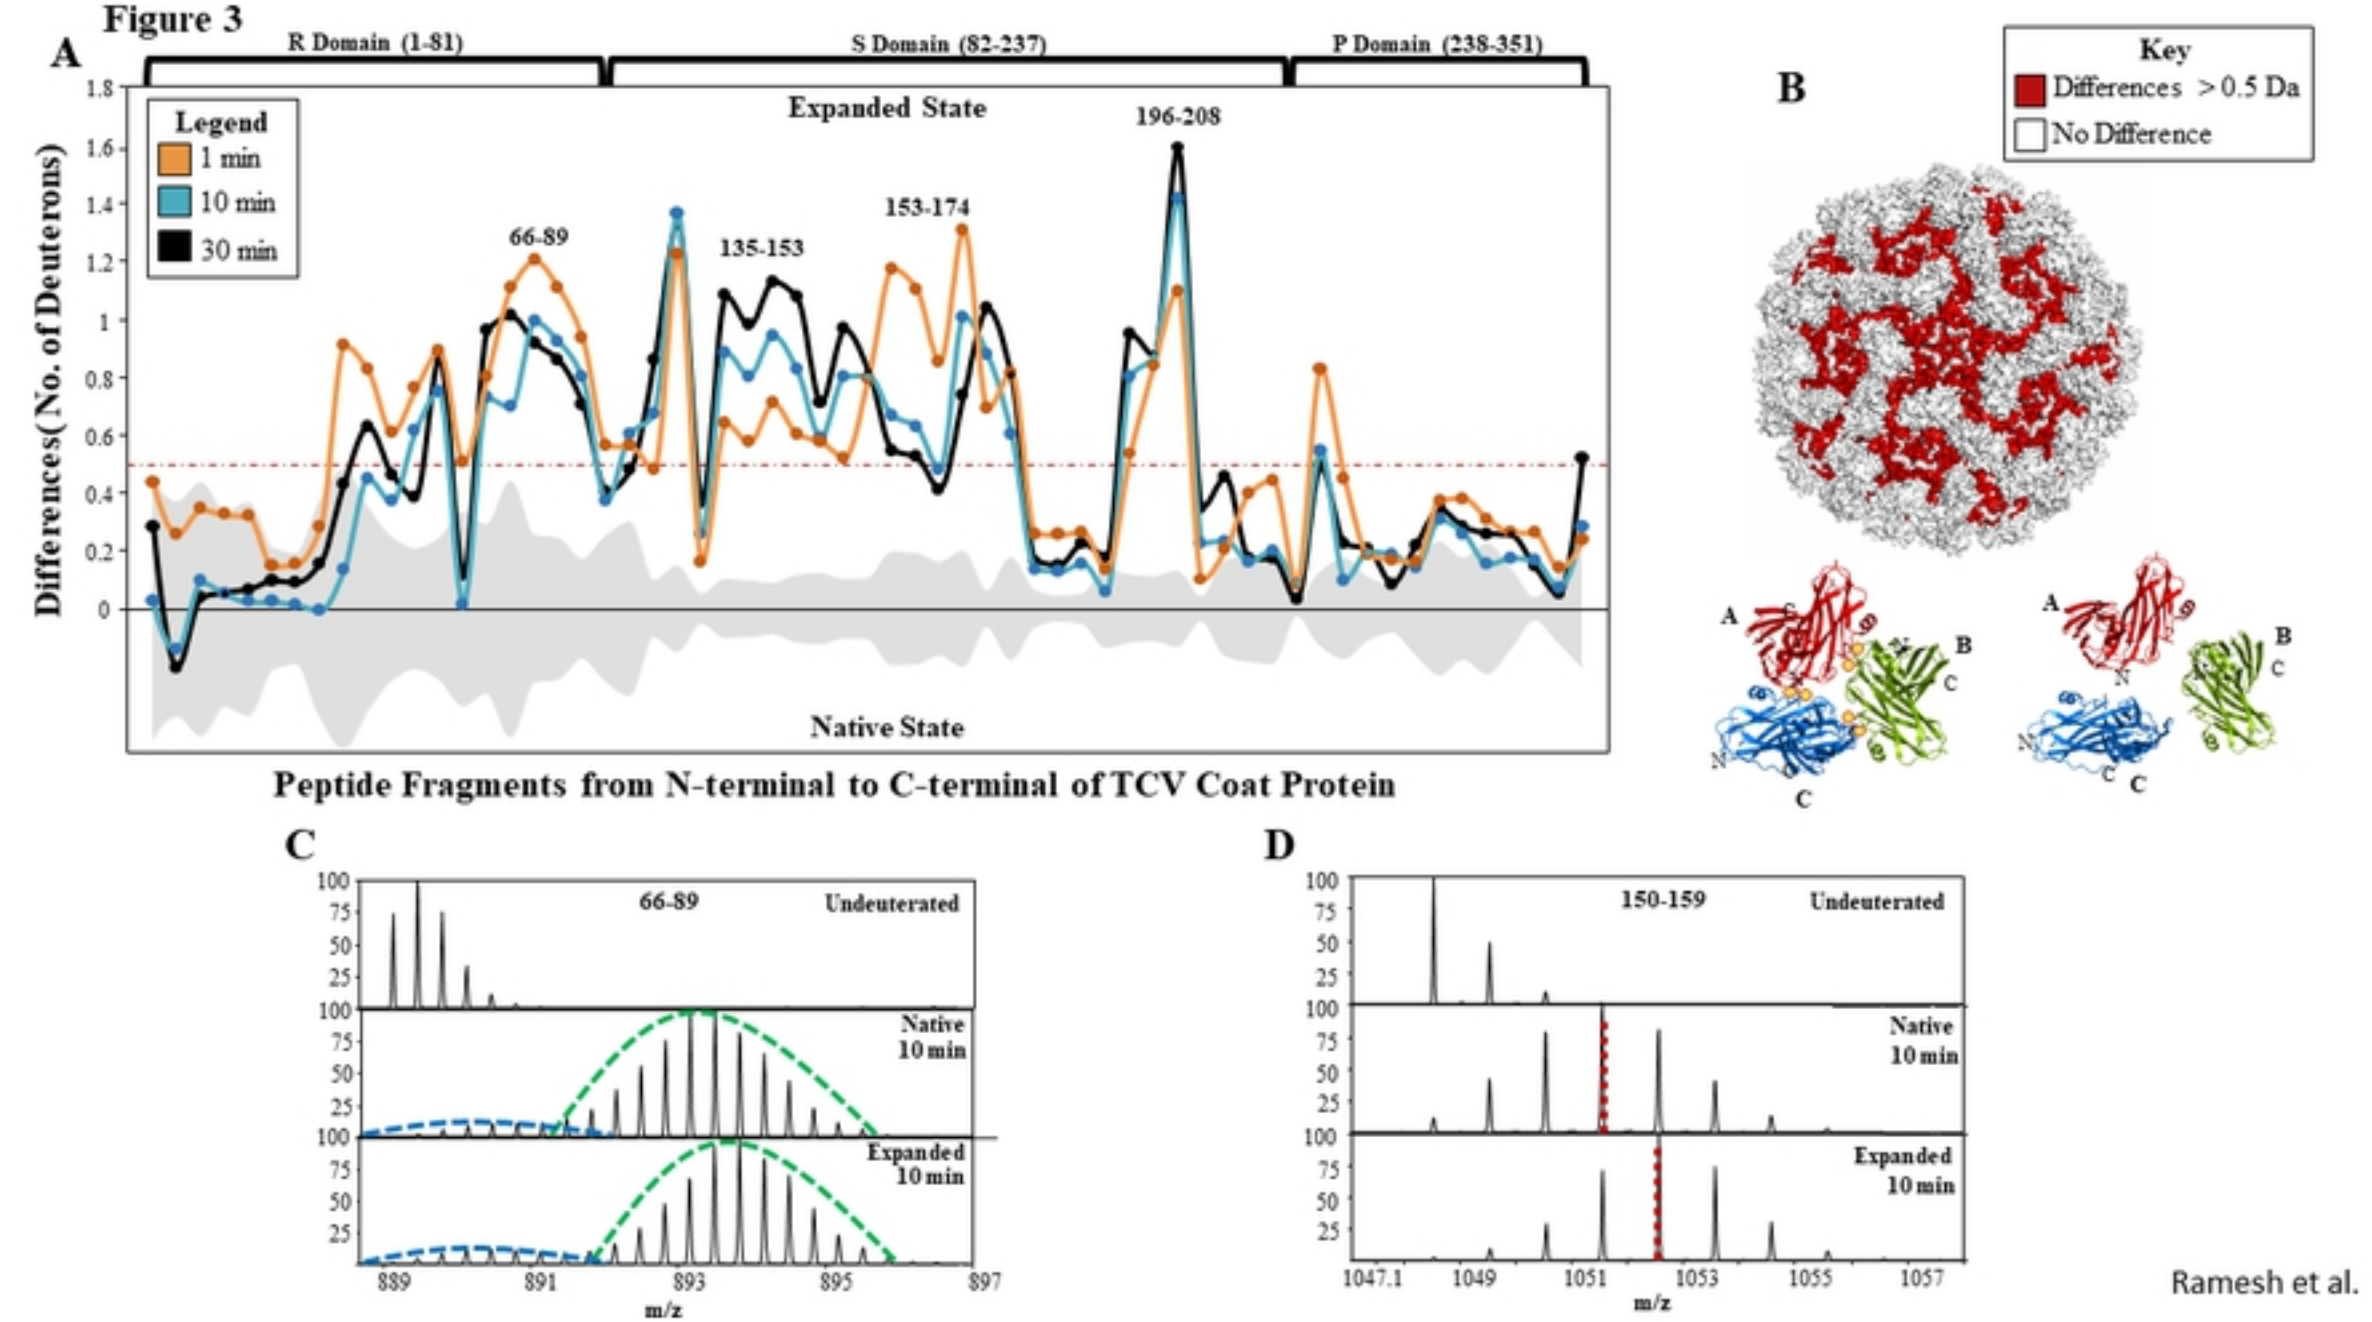 Figure 3
A
R Domain (1-81)
S Domain (82-237)
P Domain (238-351)
Differences(No. of Deuterons)
1.8
1.6
1.4
1.2
1
0.8
0.6
0.4
0.2
0
Legend
1 min
10 min
30 min
Expanded State
66-89
135-153
153-174
196-208
Native State
Peptide Fragments from N-terminal to C-terminal of TCV Coat Protein
B
Key
Differences > 0.5 Da
No Difference
A
B
C
N
N
C
A
B
C
N
N
C
C
C
100
75
50
25
66-89
Undeuterated
100
75
50
25
Native
10 min
100
75
50
25
Expanded
10 min
889
891
893
895
897
m/z
D
100
75
50
25
150-159
Undeuterated
100
75
50
25
Native
10 min
100
75
50
25
Expanded
10 min
1047.1
1049
1051
1053
1055
1057
m/z
Ramesh et al.